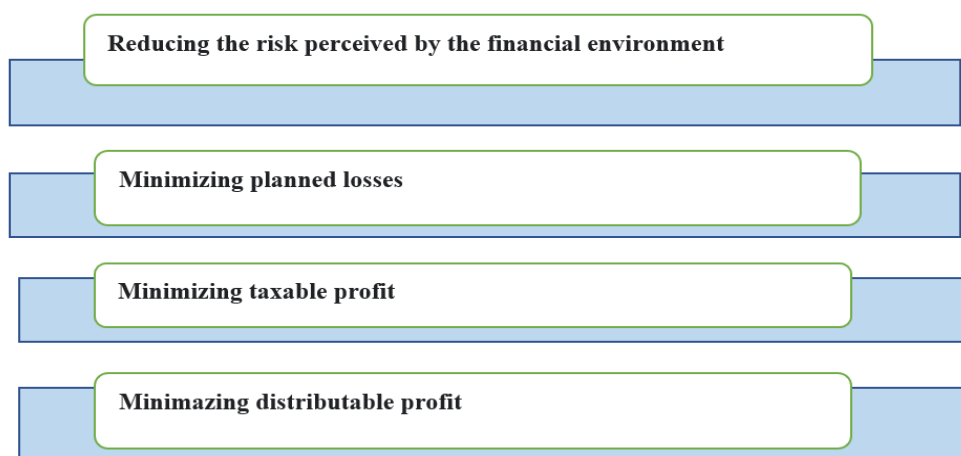 Reducing the risk perceived by the financial environment
Minimizing planned losses
Minimizing taxable profit
Minimazing distributable profit